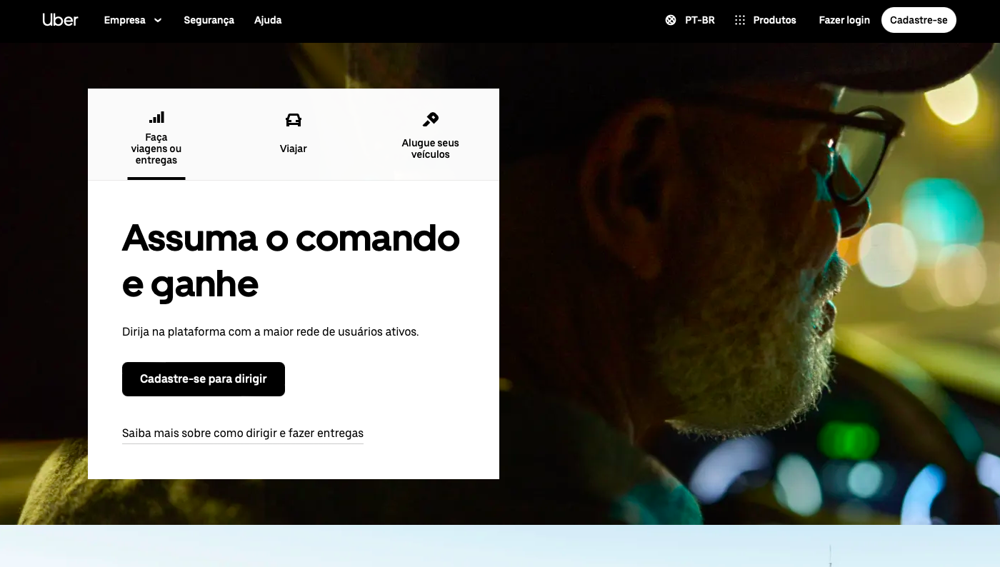 Uber
Empresa
Segurança
Ajuda
PT-BR
Produtos
Fazer login
Cadastre-se
Faça
viagens ou
entregas
Viajar
Alugue seus
veículos
Assuma o comando
e ganhe
Dirija na plataforma com a maior rede de usuários ativos.
Cadastre-se para dirigir
Saiba mais sobre como dirigir e fazer entregas